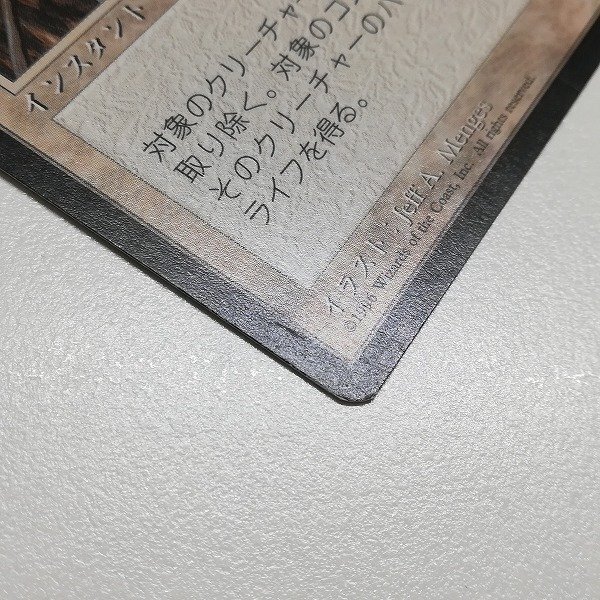 インスタント
対象のクリーチャー
取り除く。対象のコ
そのクリーチャーのパ
ライフを得る。
イラスト:Jeff A. Menges
©1996 Wizards of the Coast, Inc. All rights reserved.